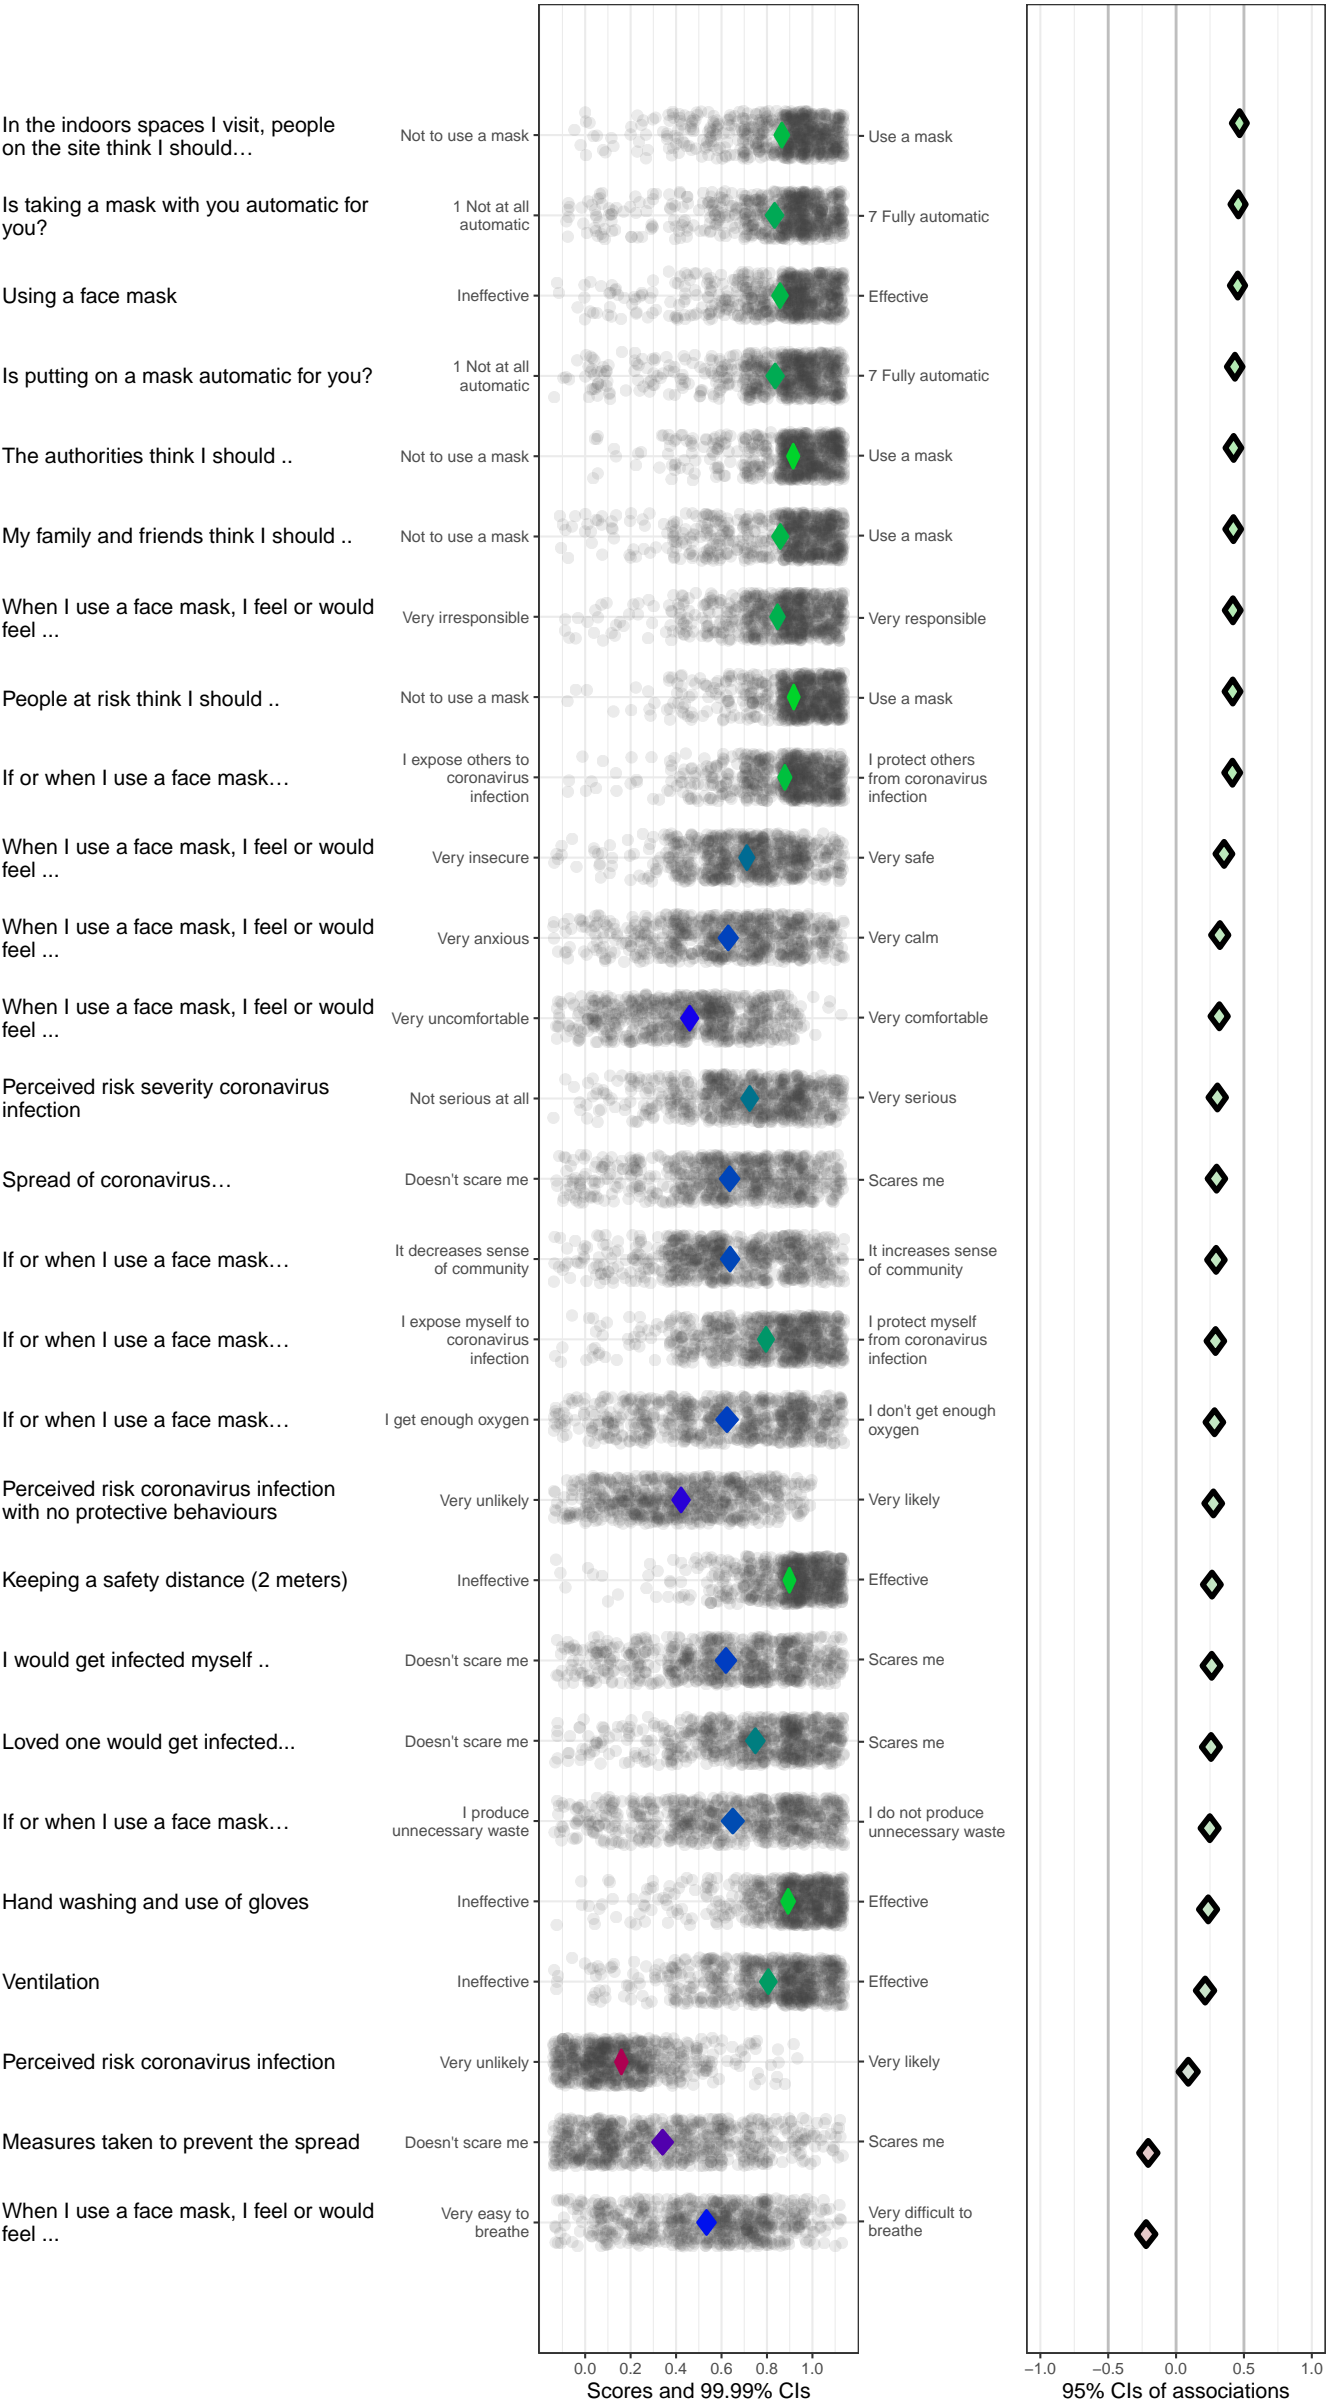 In the indoors spaces I visit, people
on the site think I should…
Not to use a mask
Use a mask
Is taking a mask with you automatic for
you?
1 Not at all
automatic
7 Fully automatic
Using a face mask
Ineffective
Effective
Is putting on a mask automatic for you?
1 Not at all
automatic
7 Fully automatic
The authorities think I should ..
Not to use a mask
Use a mask
My family and friends think I should ..
Not to use a mask
Use a mask
When I use a face mask, I feel or would
feel ...
Very irresponsible
Very responsible
People at risk think I should ..
Not to use a mask
Use a mask
If or when I use a face mask…
I expose others to
coronavirus
infection
I protect others
from coronavirus
infection
When I use a face mask, I feel or would
feel ...
Very insecure
Very safe
When I use a face mask, I feel or would
feel ...
Very anxious
Very calm
When I use a face mask, I feel or would
feel ...
Very uncomfortable
Very comfortable
Perceived risk severity coronavirus
infection
Not serious at all
Very serious
Spread of coronavirus…
Doesn't scare me
Scares me
If or when I use a face mask…
It decreases sense
of community
It increases sense
of community
If or when I use a face mask…
I expose myself to
coronavirus
infection
I protect myself
from coronavirus
infection
If or when I use a face mask…
I get enough oxygen
I don't get enough
oxygen
Perceived risk coronavirus infection
with no protective behaviours
Very unlikely
Very likely
Keeping a safety distance (2 meters)
Ineffective
Effective
I would get infected myself ..
Doesn't scare me
Scares me
Loved one would get infected...
Doesn't scare me
Scares me
If or when I use a face mask…
I produce
unnecessary waste
I do not produce
unnecessary waste
Hand washing and use of gloves
Ineffective
Effective
Ventilation
Ineffective
Effective
Perceived risk coronavirus infection
Very unlikely
Very likely
Measures taken to prevent the spread
Doesn't scare me
Scares me
When I use a face mask, I feel or would
feel ...
Very easy to
breathe
Very difficult to
breathe
0.0 0.2 0.4 0.6 0.8 1.0
Scores and 99.99% CIs
−1.0 −0.5 0.0 0.5 1.0
95% CIs of associations